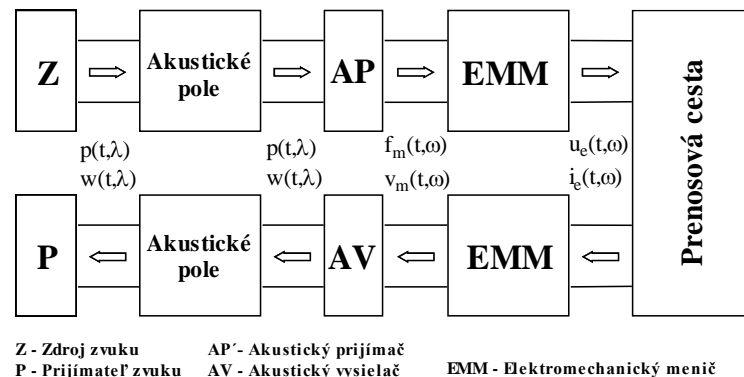 Z
Akustické
pole
AP
EMM
Prenosová cesta
p(t,λ)
w(t,λ)
p(t,λ)
w(t,λ)
f_m(t,ω)
v_m(t,ω)
u_e(t,ω)
i_e(t,ω)
P
Akustické
pole
AV
EMM
Z - Zdroj zvuku AP´- Akustický prijímač
P - Prijímateľ zvuku AV - Akustický vysielač EMM - Elektromechanický menič